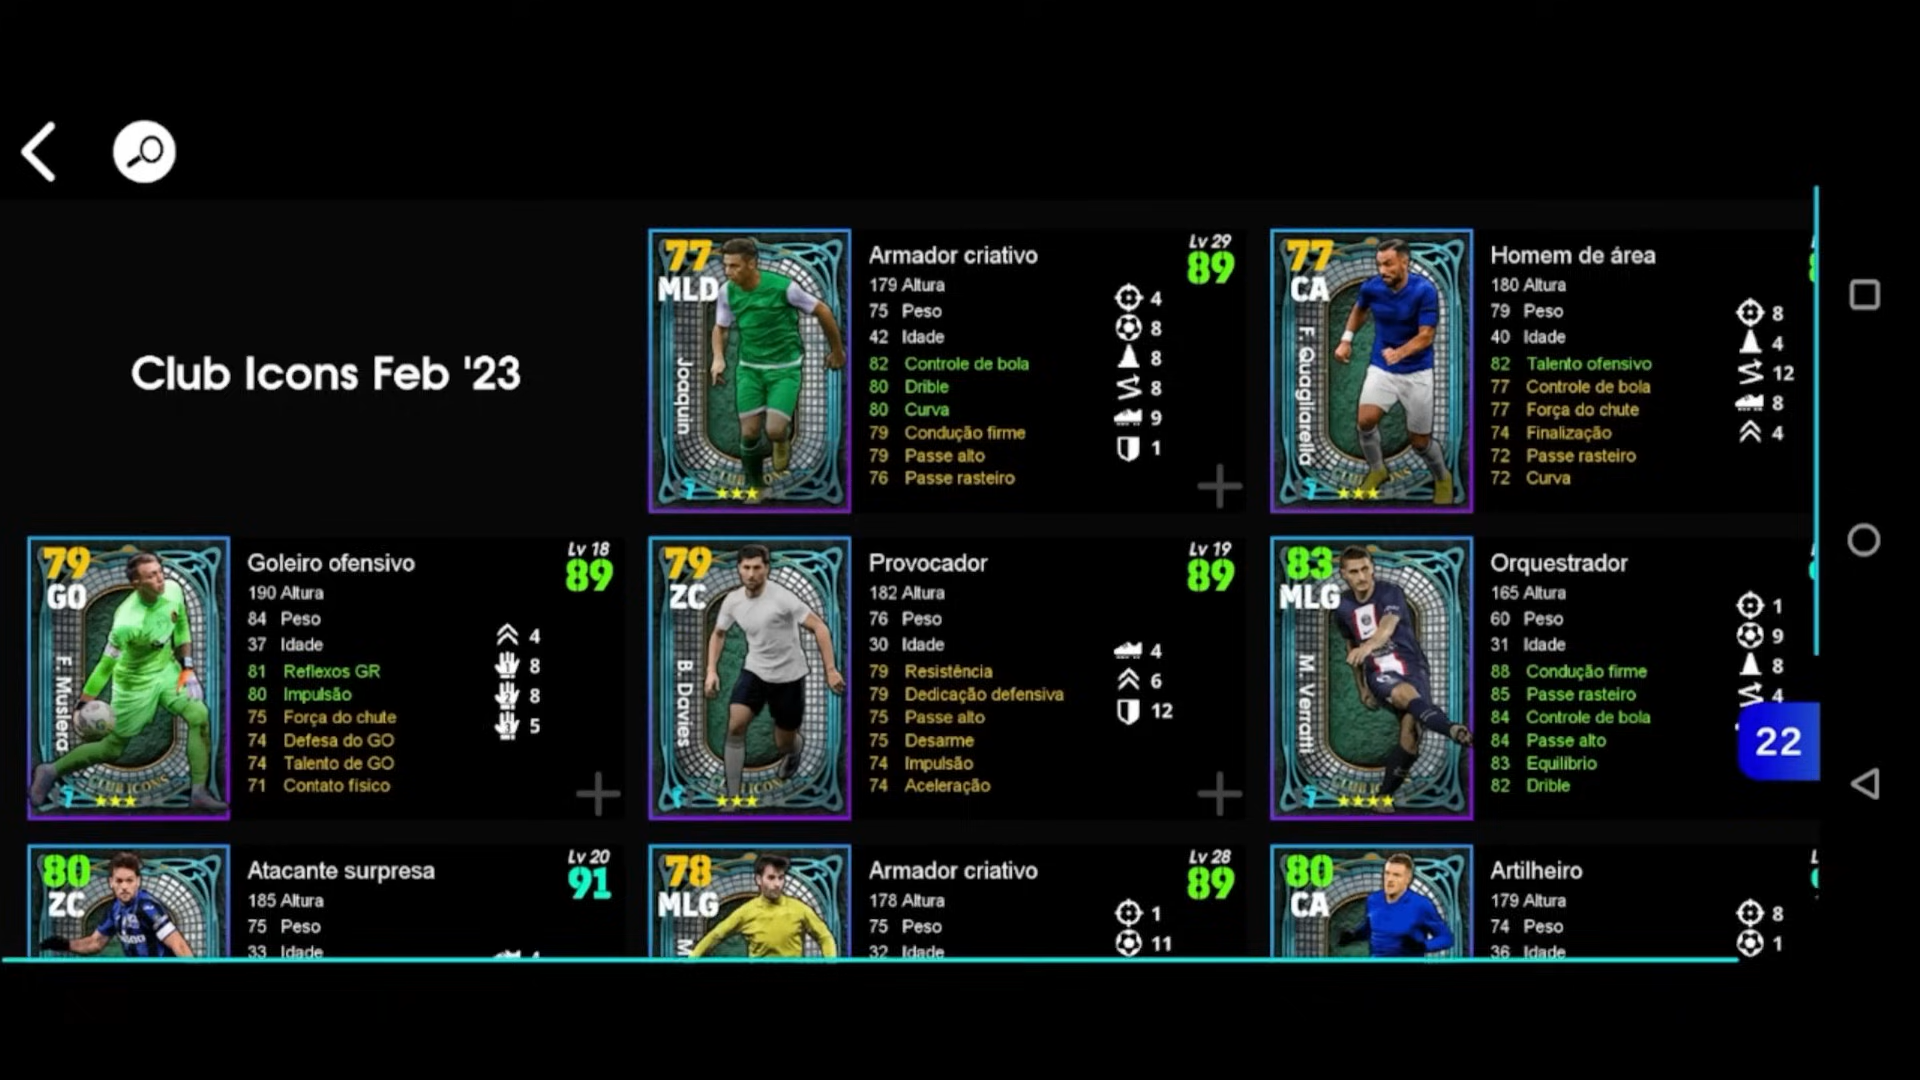 Club Icons Feb '23
77
MLD
Joaquín
CLUB ICONS
Armador criativo
179 Altura
75 Peso
42 Idade
82 Controle de bola
80 Drible
80 Curva
79 Condução firme
79 Passe alto
76 Passe rasteiro
4
8
8
8
9
1
Lv 29
89
77
CA
F. Quagliarella
CLUB ICONS
Homem de área
180 Altura
79 Peso
40 Idade
82 Talento ofensivo
77 Controle de bola
77 Força do chute
74 Finalização
72 Passe rasteiro
72 Curva
8
4
12
8
4
79
GO
F. Muslera
CLUB ICONS
Goleiro ofensivo
190 Altura
84 Peso
37 Idade
81 Reflexos GR
80 Impulsão
75 Força do chute
74 Defesa do GO
74 Talento de GO
71 Contato físico
4
8
8
5
Lv 18
89
79
ZC
B. Davies
CLUB ICONS
Provocador
182 Altura
76 Peso
30 Idade
79 Resistência
79 Dedicação defensiva
75 Passe alto
75 Desarme
74 Impulsão
74 Aceleração
4
6
12
Lv 19
89
83
MLG
M. Verratti
Orquestrador
165 Altura
60 Peso
31 Idade
88 Condução firme
85 Passe rasteiro
84 Controle de bola
84 Passe alto
83 Equilíbrio
82 Drible
1
9
8
4
22
80
ZC
Atacante surpresa
185 Altura
75 Peso
33 Idade
Lv 20
91
78
MLG
M
Armador criativo
178 Altura
75 Peso
32 Idade
1
11
Lv 28
89
80
CA
Artilheiro
179 Altura
74 Peso
36 Idade
8
1